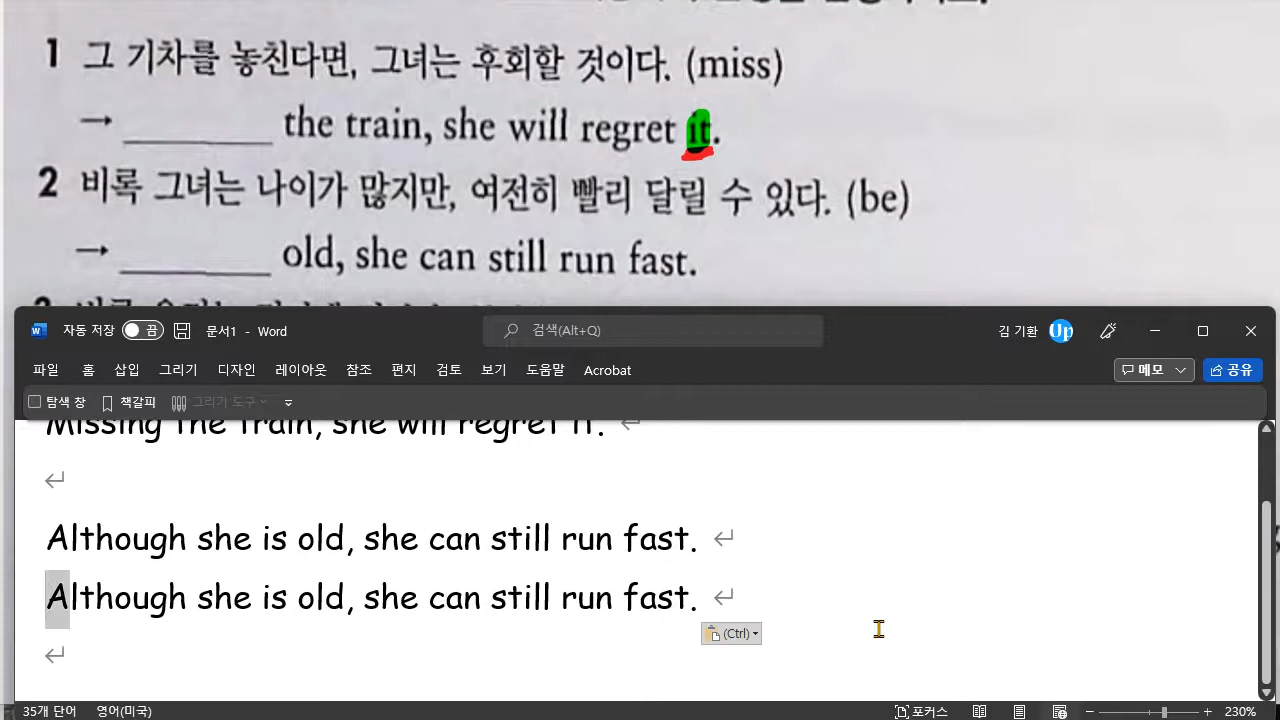 1 그 기차를 놓친다면, 그녀는 후회할 것이다. (miss)
→ ________ the train, she will regret it.
2 비록 그녀는 나이가 많지만, 여전히 빨리 달릴 수 있다. (be)
→ ________ old, she can still run fast.
자동 저장 끔 문서1 - Word 검색(Alt+Q) 김 기환 Up
파일 홈 삽입 그리기 디자인 레이아웃 참조 편지 검토 보기 도움말 Acrobat 메모 공유
탐색 창 책갈피 그리기 도구
Missing the train, she will regret it. ↵
↵
Although she is old, she can still run fast. ↵
Although she is old, she can still run fast. ↵
(Ctrl)
↵
35개 단어 영어(미국) 포커스 230%